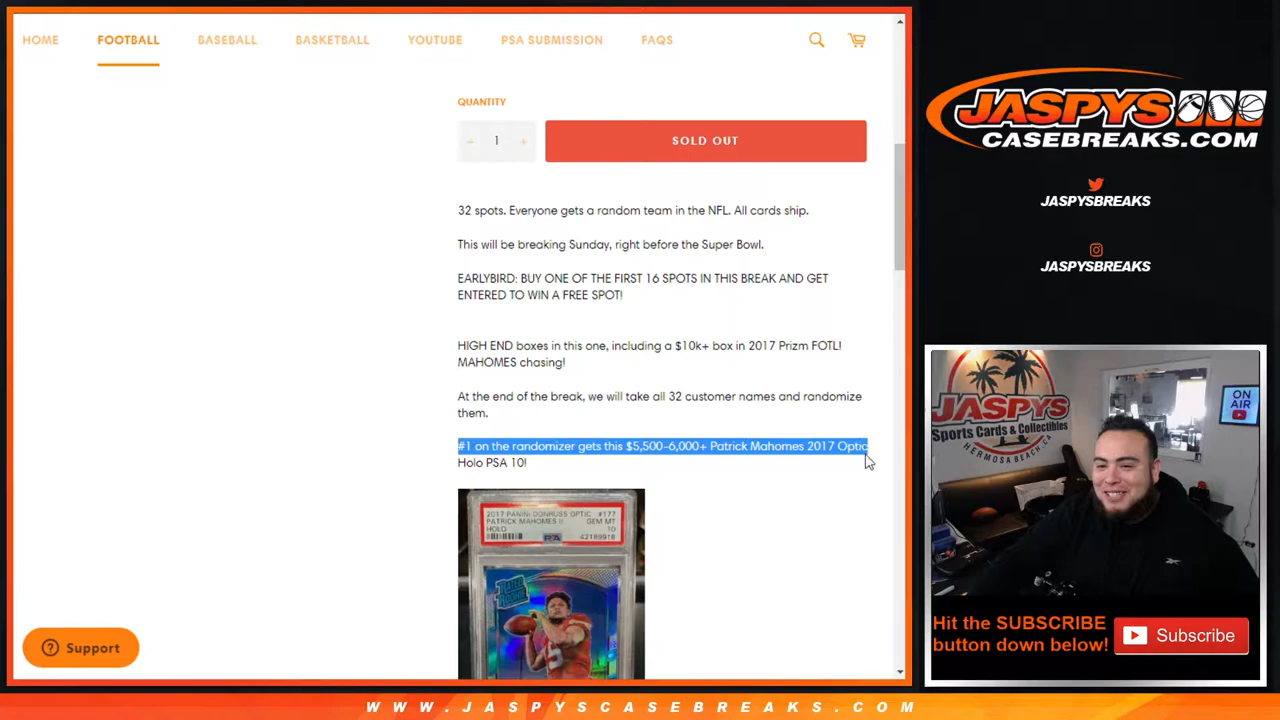 HOME FOOTBALL BASEBALL BASKETBALL YOUTUBE PSA SUBMISSION FAQS
QUANTITY
− 1 + SOLD OUT
32 spots. Everyone gets a random team in the NFL. All cards ship.
This will be breaking Sunday, right before the Super Bowl.
EARLYBIRD: BUY ONE OF THE FIRST 16 SPOTS IN THIS BREAK AND GET
ENTERED TO WIN A FREE SPOT!
HIGH END boxes in this one, including a $10k+ box in 2017 Prizm FOTL!
MAHOMES chasing!
At the end of the break, we will take all 32 customer names and randomize
them.
#1 on the randomizer gets this $5,500-6,000+ Patrick Mahomes 2017 Optic
Holo PSA 10!
2017 PANINI DONRUSS OPTIC #177
PATRICK MAHOMES II GEM MT
HOLO 10
PSA 42189918
RATED
ROOKIE
Support
JASPYS
CASEBREAKS.COM
JASPYSBREAKS
JASPYSBREAKS
JASPYS
Sports Cards & Collectibles
HERMOSA BEACH, CA
ON
AIR
Hit the SUBSCRIBE
button down below!
Subscribe
WWW.JASPYSCASEBREAKS.COM